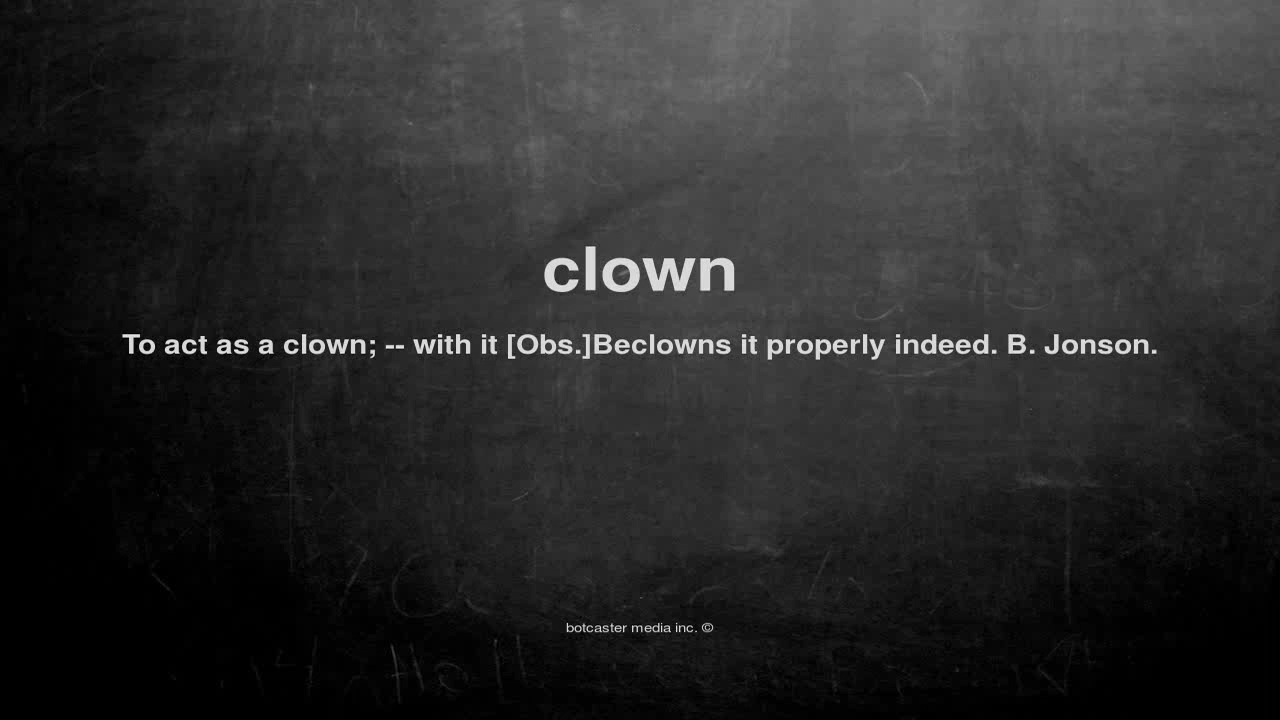 clown
To act as a clown; -- with it [Obs.]Beclowns it properly indeed. B. Jonson.
botcaster media inc. ©